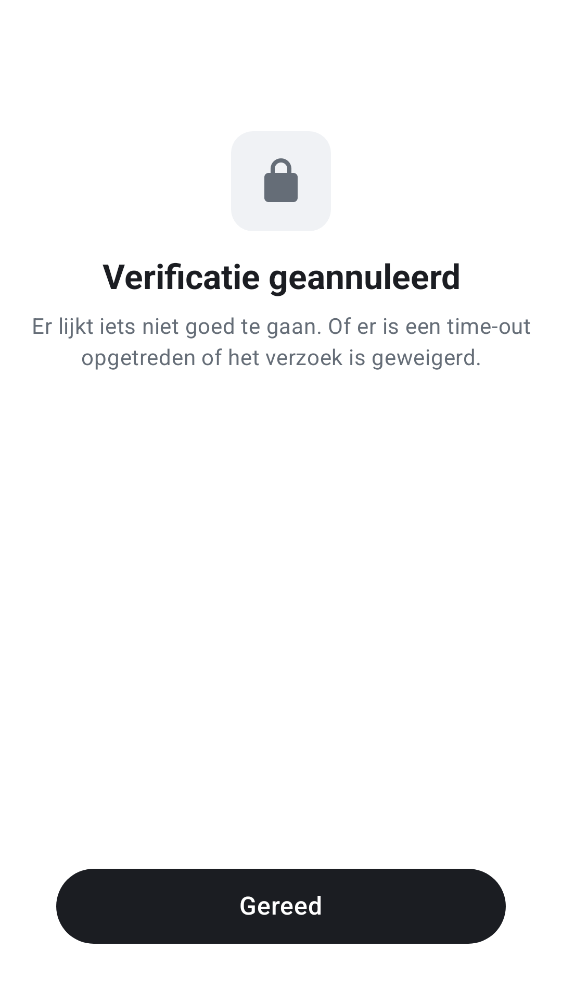 Verificatie geannuleerd
Er lijkt iets niet goed te gaan. Of er is een time-out
opgetreden of het verzoek is geweigerd.
Gereed